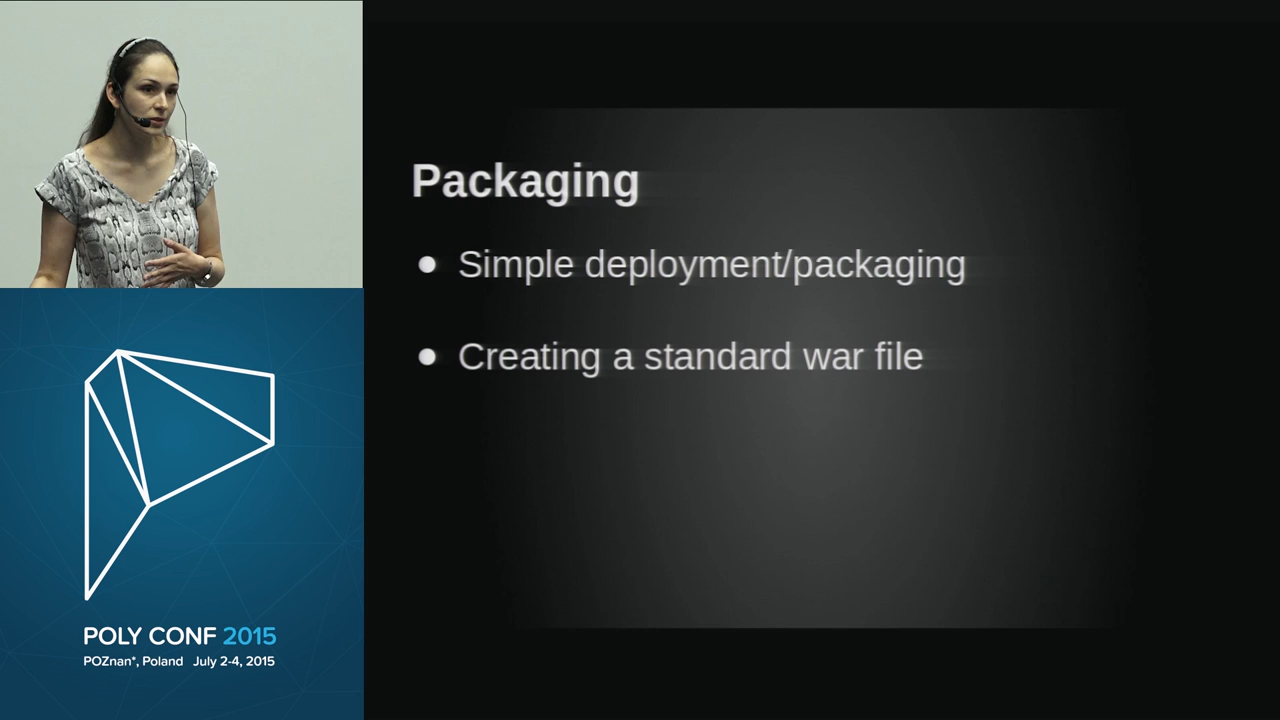 Packaging
Simple deployment/packaging
Creating a standard war file
POLY CONF 2015
POZnan*, Poland July 2-4, 2015